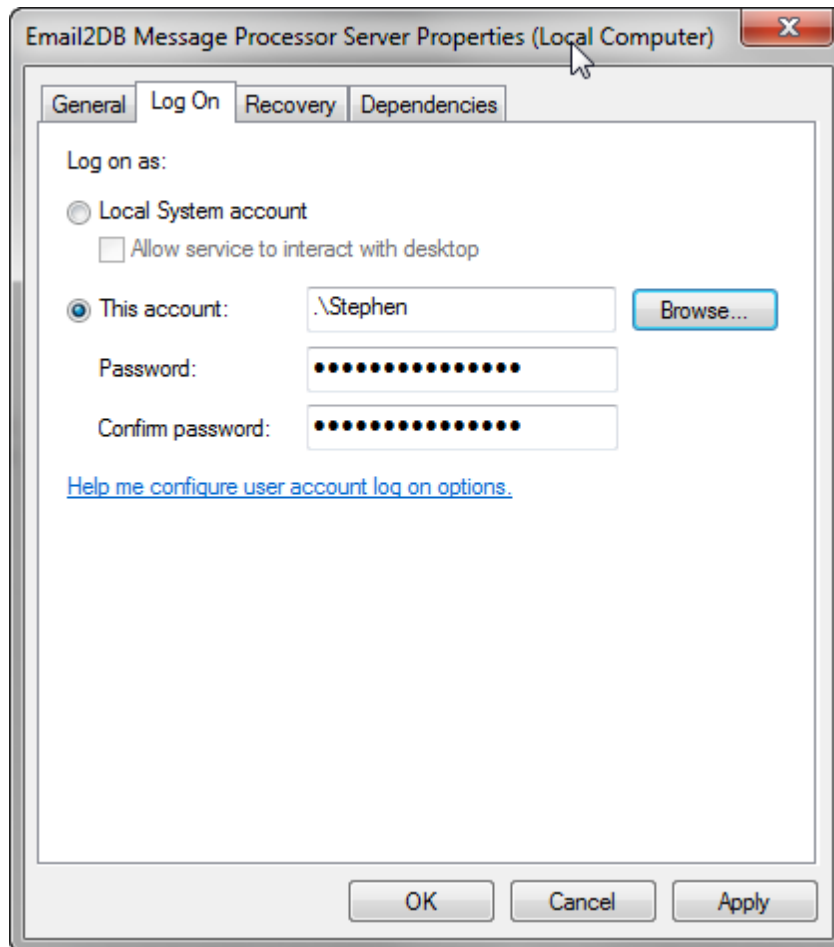 Email2DB Message Processor Server Properties (Local Computer)
General Log On Recovery Dependencies
Log on as:
Local System account
Allow service to interact with desktop
This account: .\Stephen Browse...
Password: •••••••••••••••
Confirm password: •••••••••••••••
Help me configure user account log on options.
OK Cancel Apply